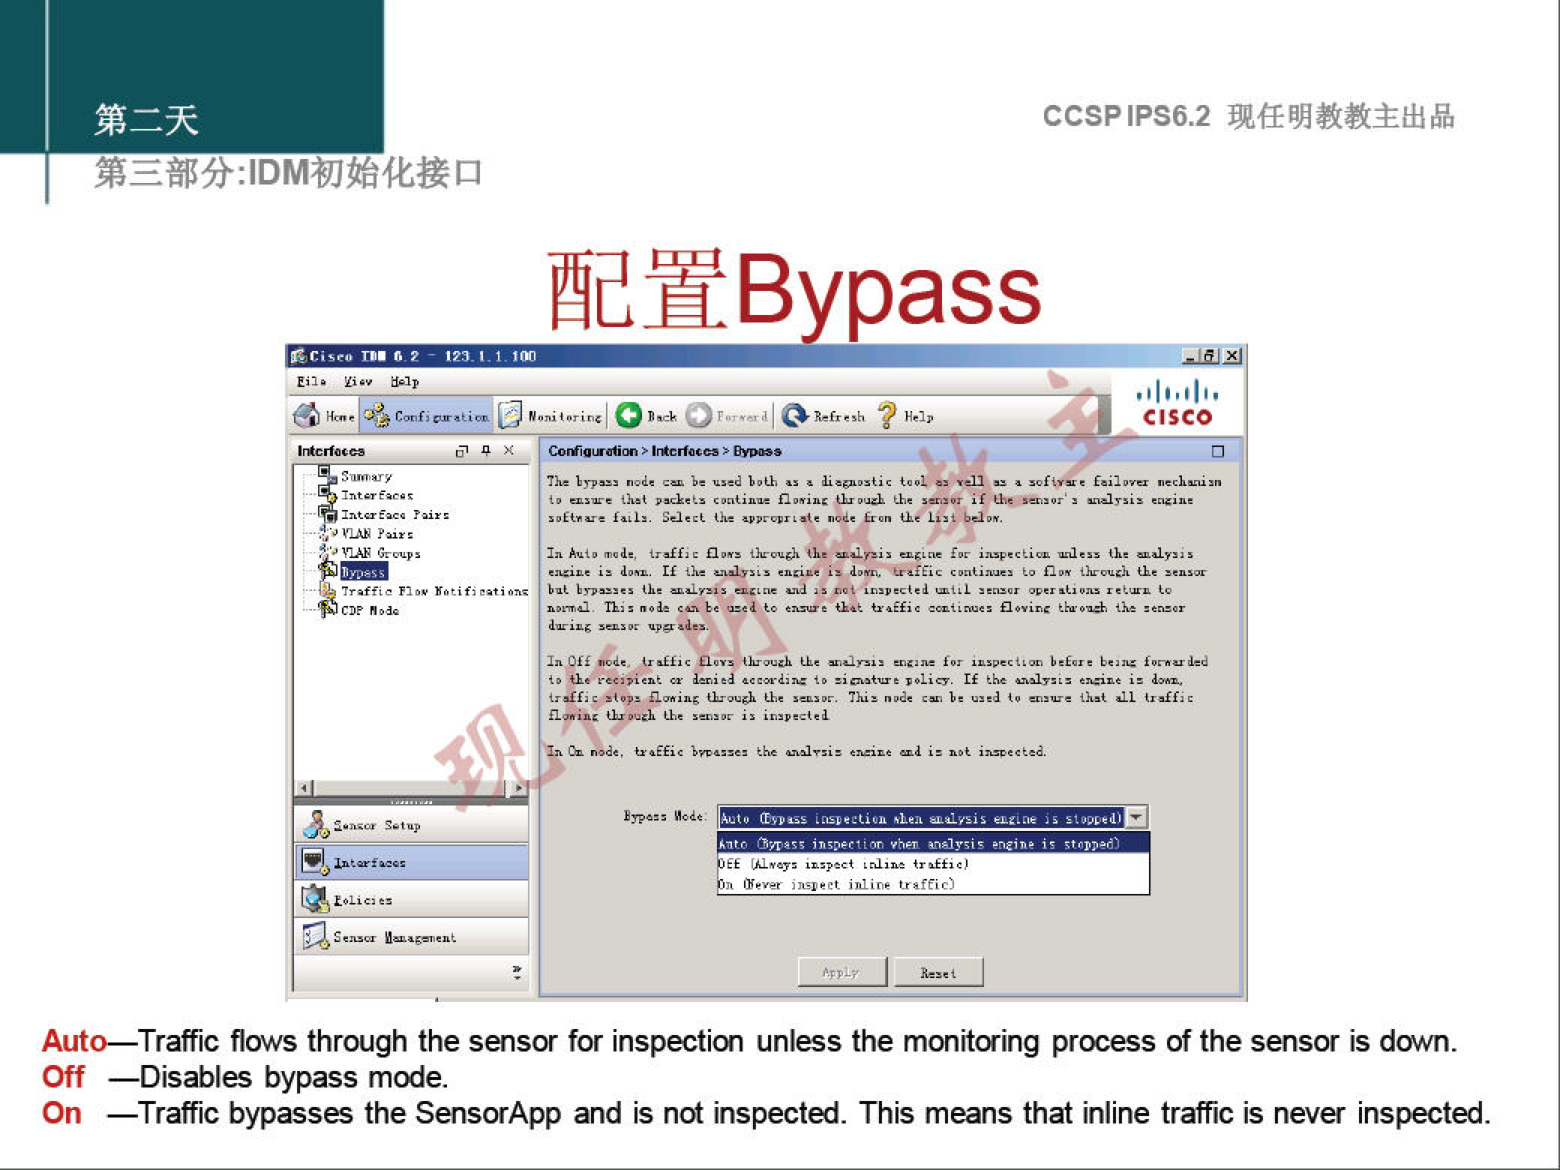 第二天
CCSP IPS6.2 现任明教教主出品
第三部分:IDM初始化接口
配置Bypass
Cisco IDM 6.2 - 123.1.1.100
File View Help
Home Configuration Monitoring Back Forward Refresh Help
CISCO
Interfaces
Summary
Interfaces
Interface Pairs
VLAN Pairs
VLAN Groups
Bypass
Traffic Flow Notifications
CDP Mode
Sensor Setup
Interfaces
Policies
Sensor Management
Configuration > Interfaces > Bypass
The bypass mode can be used both as a diagnostic tool as well as a software failover mechanism
to ensure that packets continue flowing through the sensor if the sensor's analysis engine
software fails. Select the appropriate mode from the list below.
In Auto mode, traffic flows through the analysis engine for inspection unless the analysis
engine is down. If the analysis engine is down, traffic continues to flow through the sensor
but bypasses the analysis engine and is not inspected until sensor operations return to
normal. This mode can be used to ensure that traffic continues flowing through the sensor
during sensor upgrades.
In Off mode, traffic flows through the analysis engine for inspection before being forwarded
to the recipient or denied according to signature policy. If the analysis engine is down,
traffic stops flowing through the sensor. This mode can be used to ensure that all traffic
flowing through the sensor is inspected
In On mode, traffic bypasses the analysis engine and is not inspected.
Bypass Mode: Auto (Bypass inspection when analysis engine is stopped)
Auto (Bypass inspection when analysis engine is stopped)
Off (Always inspect inline traffic)
On (Never inspect inline traffic)
Apply Reset
现任明教教主
Auto—Traffic flows through the sensor for inspection unless the monitoring process of the sensor is down.
Off —Disables bypass mode.
On —Traffic bypasses the SensorApp and is not inspected. This means that inline traffic is never inspected.